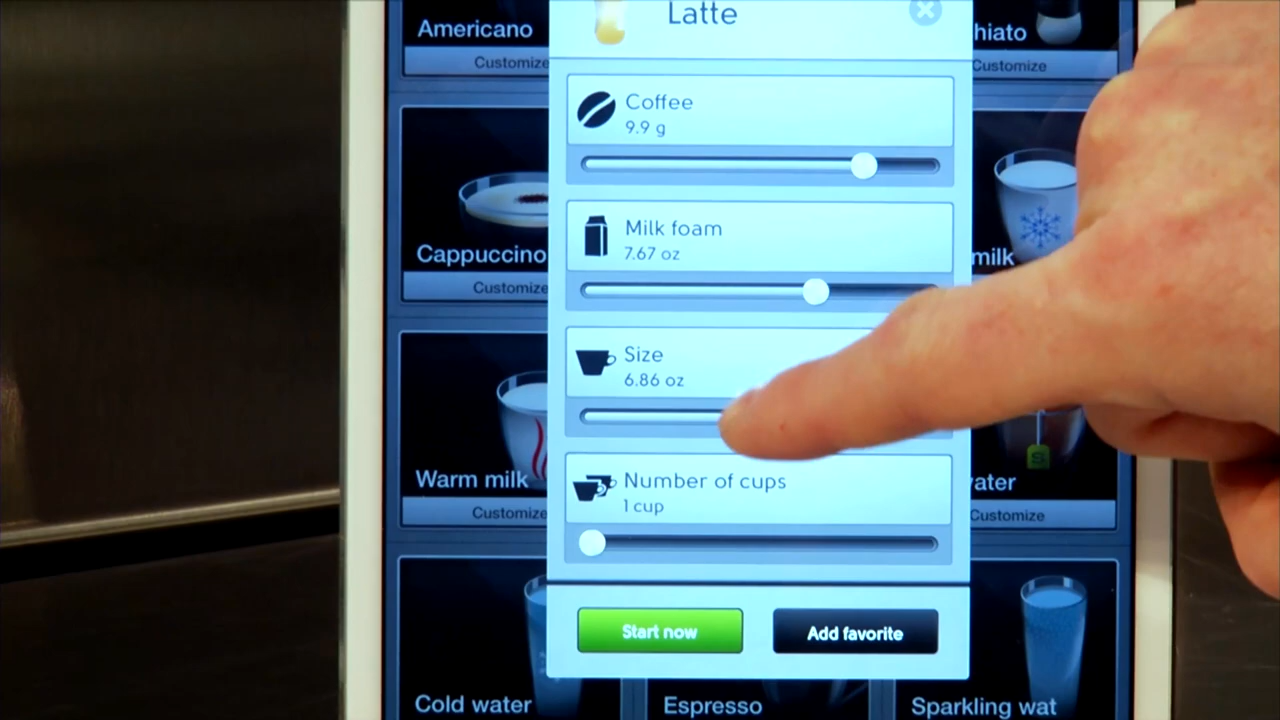 Americano
Customize
Latte
hiato
Customize
Coffee
9.9 g
Cappuccino
Customize
Milk foam
7.67 oz
milk
Size
6.86 oz
Warm milk
Customize
Number of cups
1 cup
S
ater
Customize
Start now
Add favorite
Cold water
Espresso
Sparkling wat